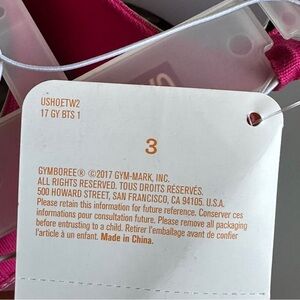 USHOETW2
17 GY BTS 1
3
GYMBOREE® ©2017 GYM-MARK, INC.
ALL RIGHTS RESERVED. TOUS DROITS RÉSERVÉS.
500 HOWARD STREET, SAN FRANCISCO, CA 94105. U.S.A.
Please retain this information for future reference. Conserver ces
informations pour consultation future. Please remove all packaging
before entrusting to a child. Retirer l'emballage avant de confier
l'article à un enfant. Made in China.